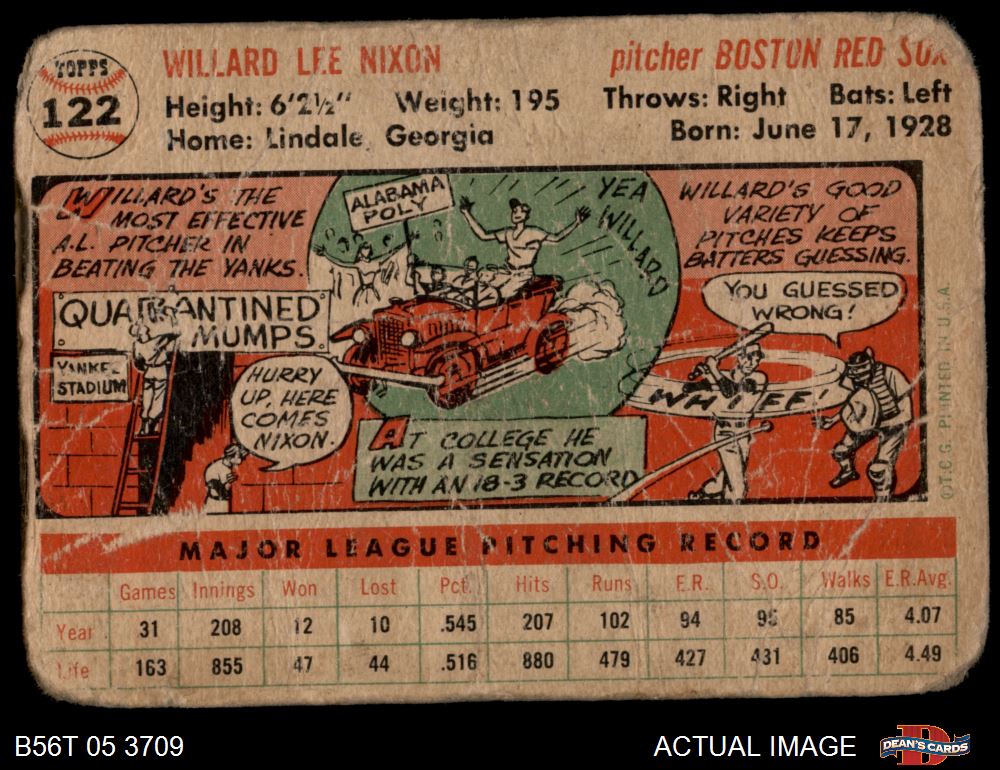 TOPPS
122
WILLARD LEE NIXON
pitcher BOSTON RED SOX
Height: 6'2½" Weight: 195 Throws: Right Bats: Left
Home: Lindale, Georgia Born: June 17, 1928
WILLARD'S THE
MOST EFFECTIVE
A.L. PITCHER IN
BEATING THE YANKS.
QUARANTINED
MUMPS.
YANKEE
STADIUM
HURRY
UP, HERE
COMES
NIXON.
ALABAMA
POLY
YEA
WILLARD
AT COLLEGE HE
WAS A SENSATION
WITH AN 18-3 RECORD
WILLARD'S GOOD
VARIETY OF
PITCHES KEEPS
BATTERS GUESSING.
YOU GUESSED
WRONG!
WHIFF!
©T.C.G. PRINTED IN U.S.A.
MAJOR LEAGUE PITCHING RECORD
Games Innings Won Lost Pct. Hits Runs E.R. S.O. Walks E.R.Avg.
Year 31 208 12 10 .545 207 102 94 95 85 4.07
Life 163 855 47 44 .516 880 479 427 431 406 4.49
B56T 05 3709
ACTUAL IMAGE
DEAN'S CARDS